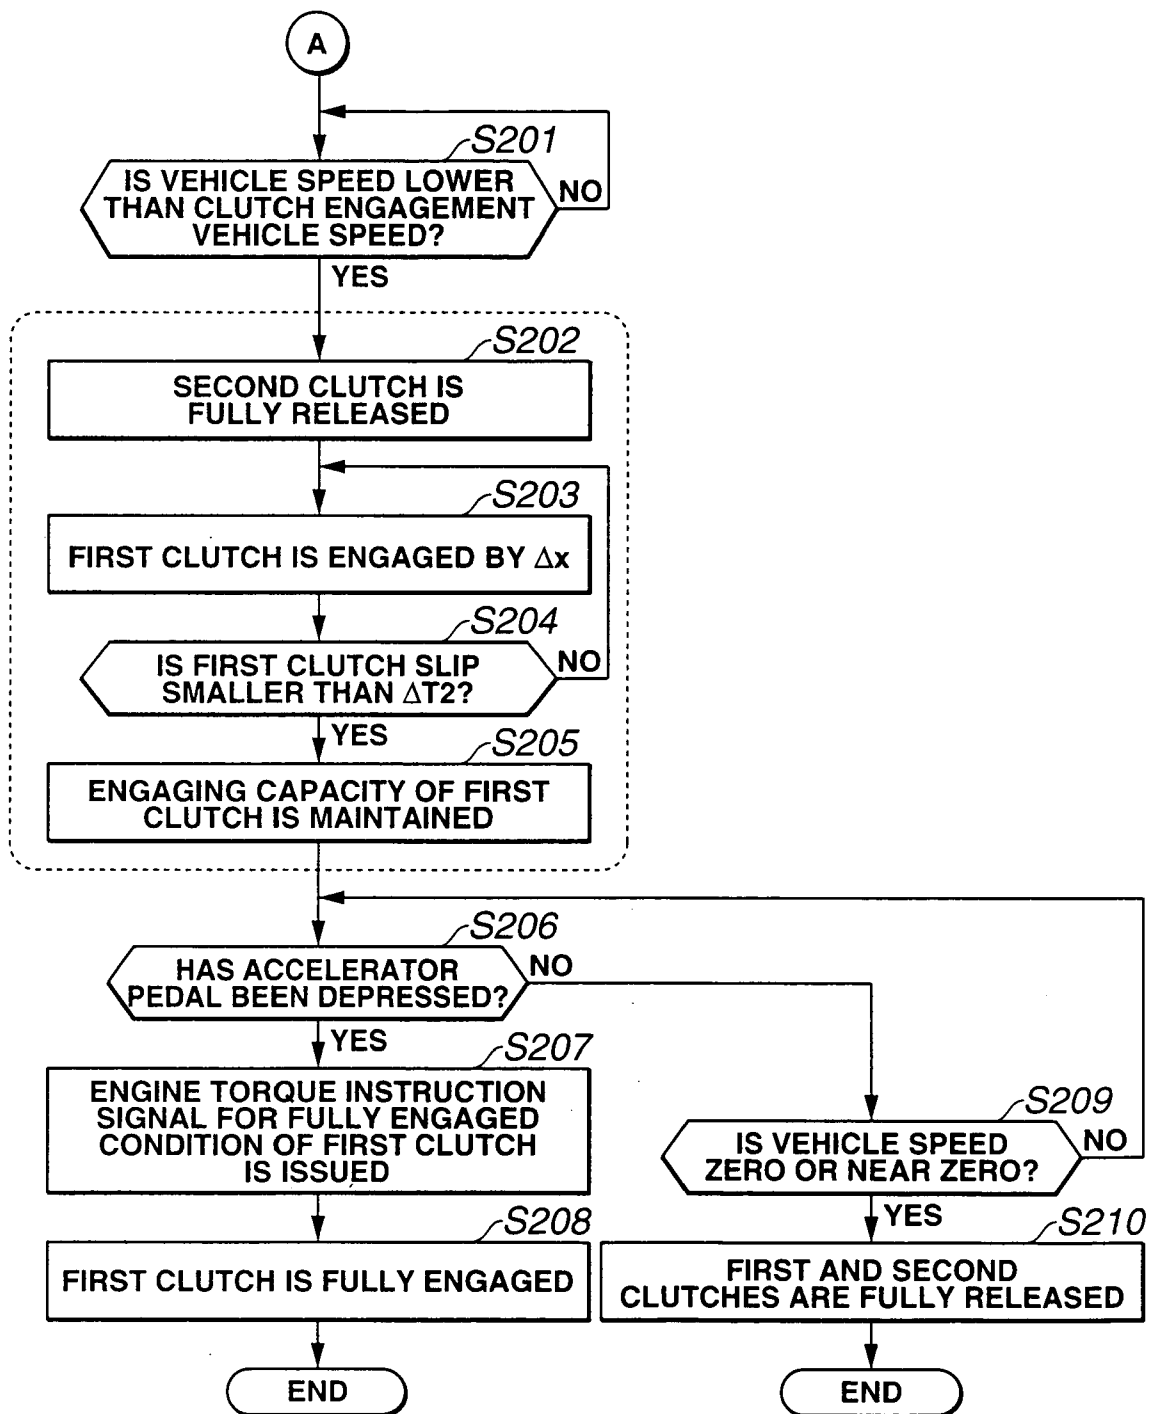 A
S201
IS VEHICLE SPEED LOWER
THAN CLUTCH ENGAGEMENT
VEHICLE SPEED?
NO
YES
S202
SECOND CLUTCH IS
FULLY RELEASED
S203
FIRST CLUTCH IS ENGAGED BY Δx
S204
IS FIRST CLUTCH SLIP
SMALLER THAN ΔT2?
NO
YES
S205
ENGAGING CAPACITY OF FIRST
CLUTCH IS MAINTAINED
S206
HAS ACCELERATOR
PEDAL BEEN DEPRESSED?
NO
YES
S207
ENGINE TORQUE INSTRUCTION
SIGNAL FOR FULLY ENGAGED
CONDITION OF FIRST CLUTCH
IS ISSUED
S208
FIRST CLUTCH IS FULLY ENGAGED
END
S209
IS VEHICLE SPEED
ZERO OR NEAR ZERO?
NO
YES
S210
FIRST AND SECOND
CLUTCHES ARE FULLY RELEASED
END